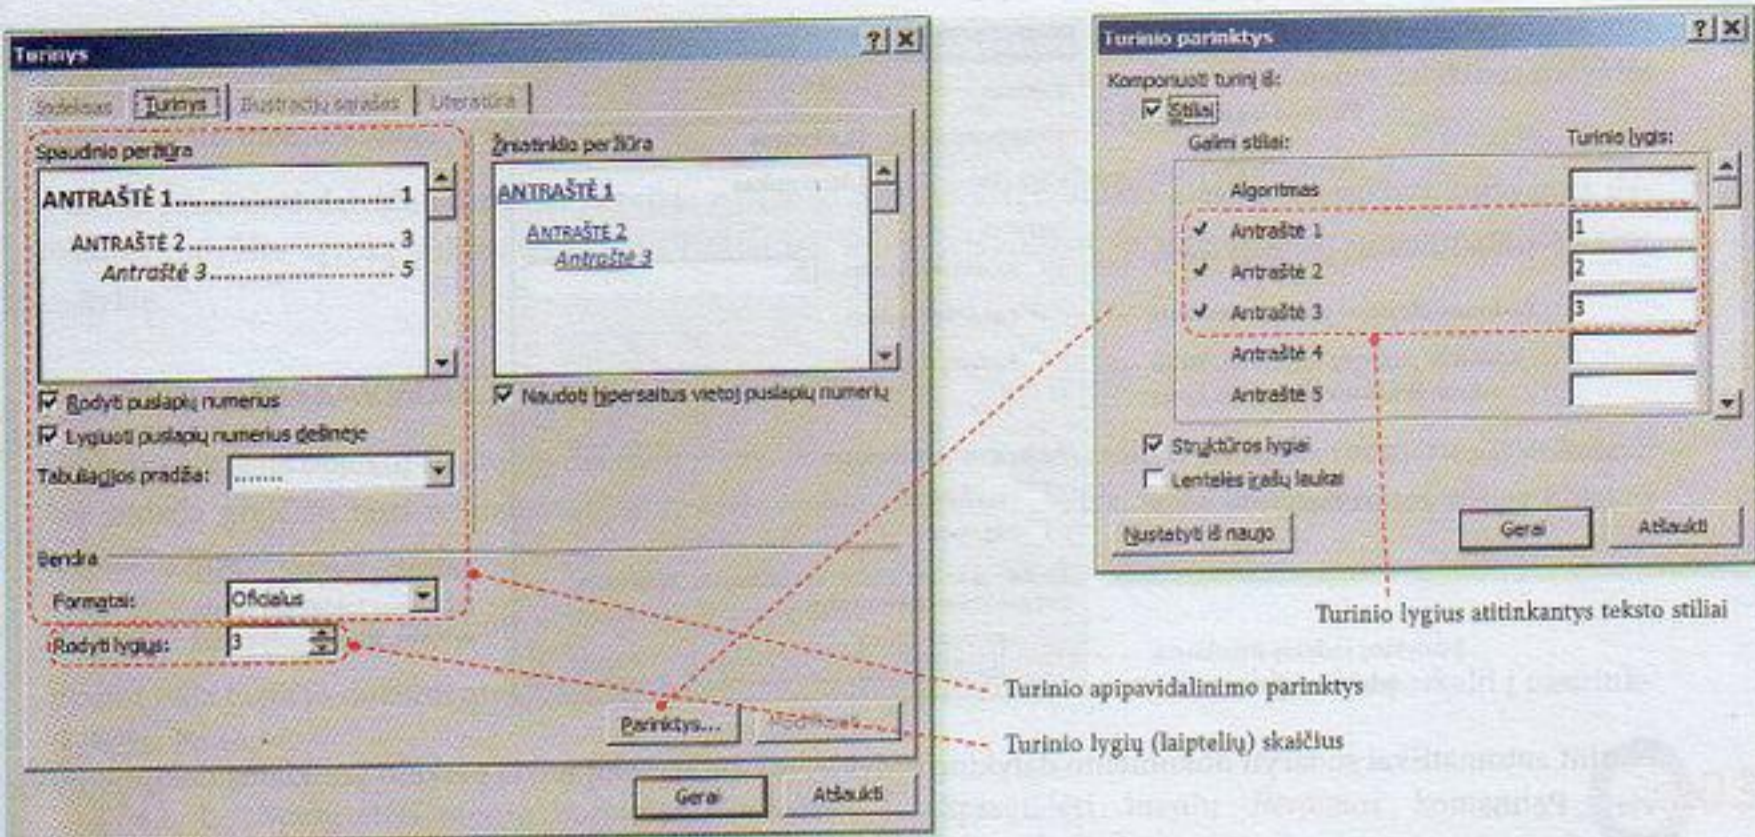 Turinys
Indeksas Turinys Iliustracijų sąrašas Literatūra
Spaudinio peržiūra
ANTRAŠTĖ 1.............................. 1
ANTRAŠTĖ 2.............................. 3
Antraštė 3.......................... 5
Rodyti puslapių numerius
Lygiuoti puslapių numerius dešinėje
Tabuliacijos pradžia: .......
Žiniatinklio peržiūra
ANTRAŠTĖ 1
ANTRAŠTĖ 2
Antraštė 3
Naudoti hipersaitus vietoj puslapių numerių
Bendra
Formatai: Oficialus
Rodyti lygius: 3
Parinktys...
Gerai Atšaukti
Turinio parinktys
Komponuoti turinį iš:
Stiliai
Galimi stiliai: Turinio lygis:
Algoritmas
Antraštė 1 1
Antraštė 2 2
Antraštė 3 3
Antraštė 4
Antraštė 5
Struktūros lygiai
Lentelės įrašų laukai
Nustatyti iš naujo Gerai Atšaukti
Turinio lygius atitinkantys teksto stiliai
Turinio apipavidalinimo parinktys
Turinio lygių (laiptelių) skaičius